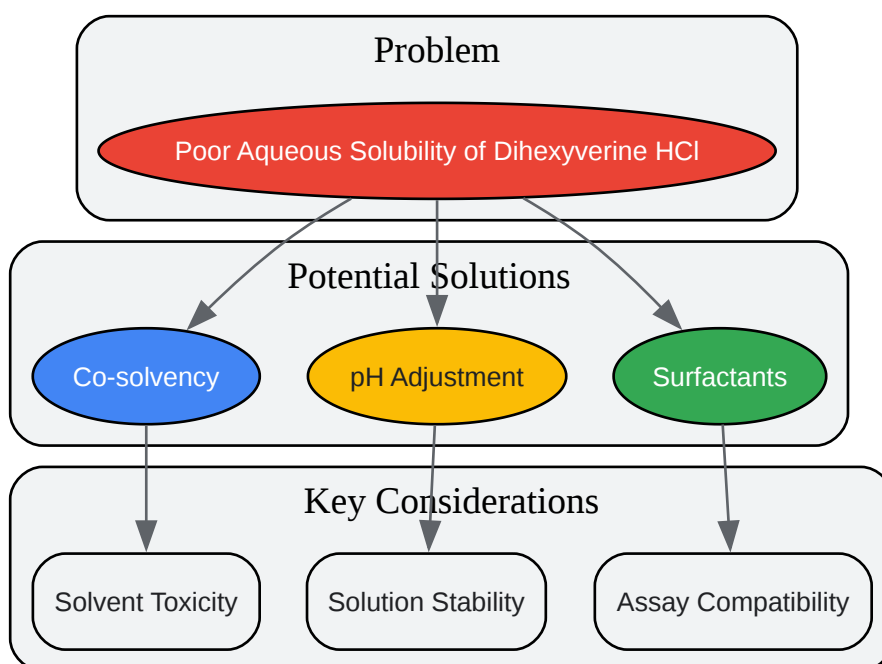 Problem
Poor Aqueous Solubility of Dihexyverine HCl
Potential Solutions
Co-solvency
pH Adjustment
Surfactants
Key Considerations
Solvent Toxicity
Solution Stability
Assay Compatibility